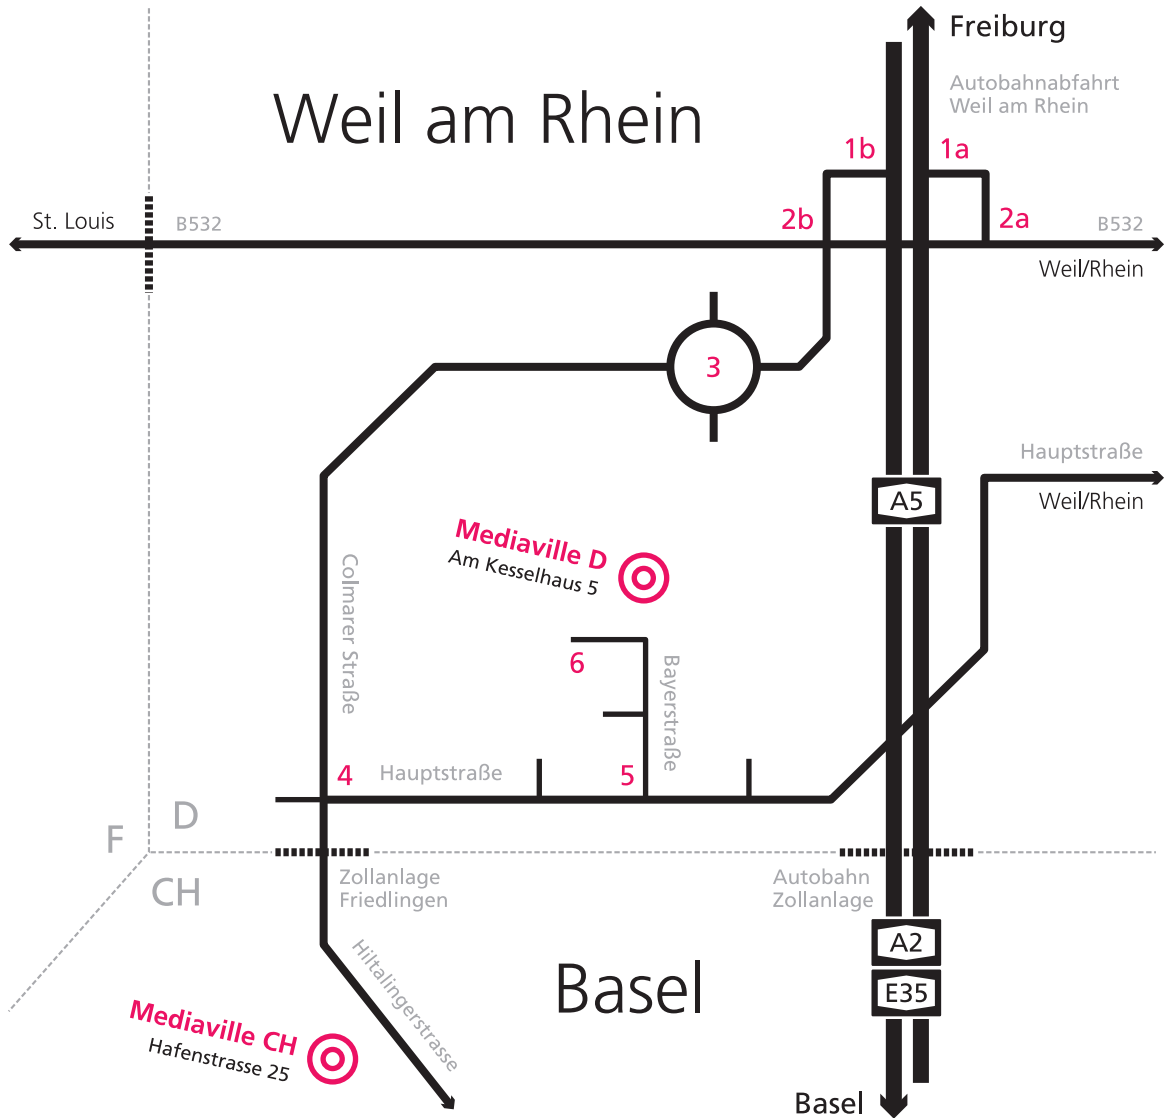 Freiburg
Autobahnabfahrt
Weil am Rhein
Weil am Rhein
1b
1a
2b
2a
St. Louis
B532
B532
Weil/Rhein
3
Hauptstraße
Weil/Rhein
A5
Mediaville D
Am Kesselhaus 5
Colmarer Straße
6
Bayerstraße
4
Hauptstraße
5
D
F
CH
Zollanlage
Friedlingen
Autobahn
Zollanlage
A2
E35
Basel
Hiltalingerstrasse
Mediaville CH
Hafenstrasse 25
Basel